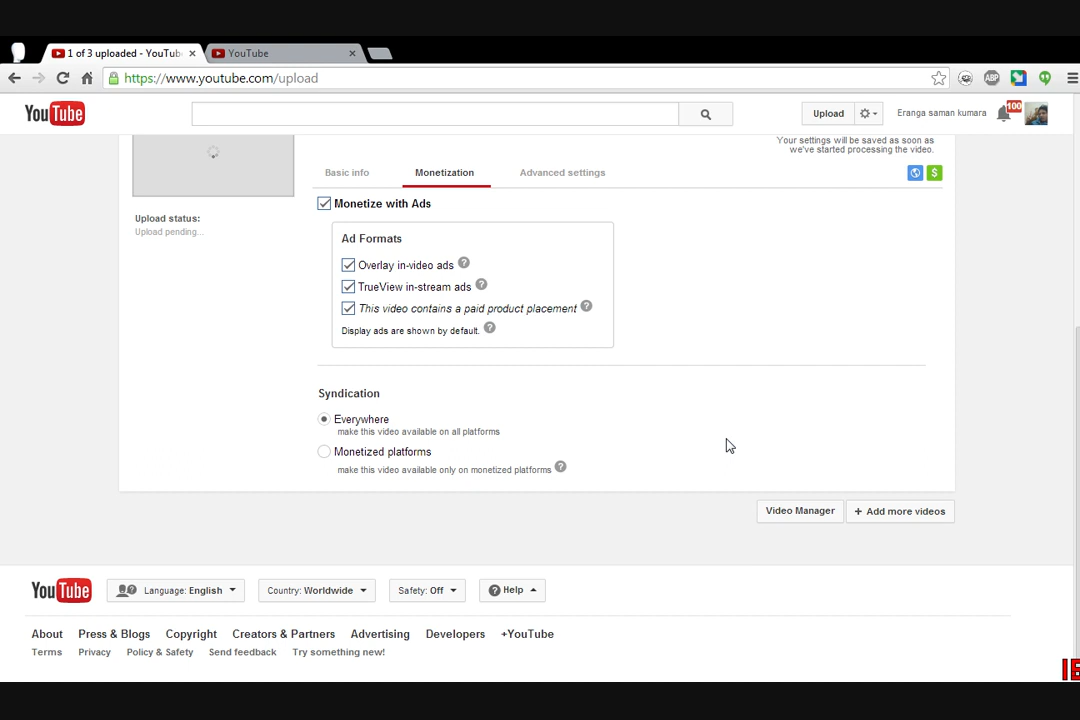 1 of 3 uploaded - YouTub
YouTube
https://www.youtube.com/upload
ABP
YouTube
Upload
Eranga saman kumara
100
Your settings will be saved as soon as
we've started processing the video.
Basic info
Monetization
Advanced settings
$
Monetize with Ads
Upload status:
Upload pending...
Ad Formats
Overlay in-video ads ?
TrueView in-stream ads ?
This video contains a paid product placement ?
Display ads are shown by default. ?
Syndication
Everywhere
make this video available on all platforms
Monetized platforms
make this video available only on monetized platforms ?
Video Manager
+ Add more videos
YouTube
Language: English
Country: Worldwide
Safety: Off
? Help
About Press & Blogs Copyright Creators & Partners Advertising Developers +YouTube
Terms Privacy Policy & Safety Send feedback Try something new!